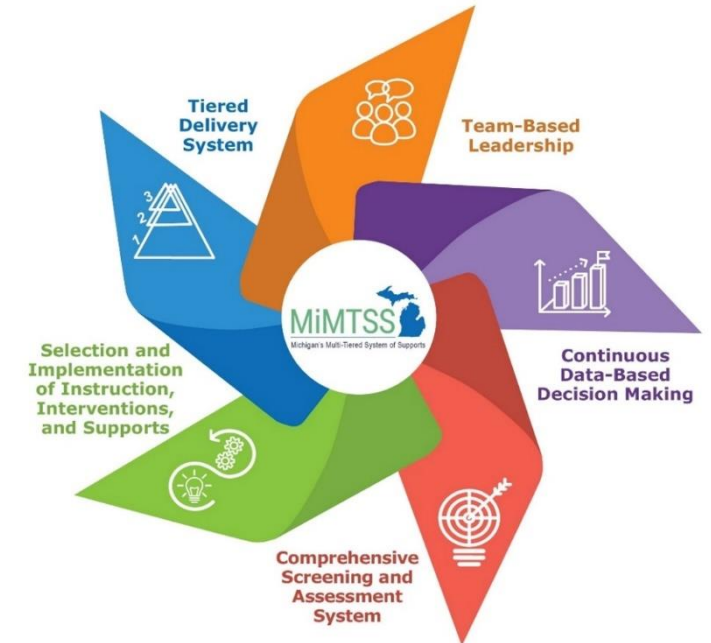 Tiered
Delivery
System
Team-Based
Leadership
3
2
1
MiMTSS
Michigan's Multi-Tiered System of Supports
Selection and
Implementation
of Instruction,
Interventions,
and Supports
Continuous
Data-Based
Decision Making
Comprehensive
Screening and
Assessment
System